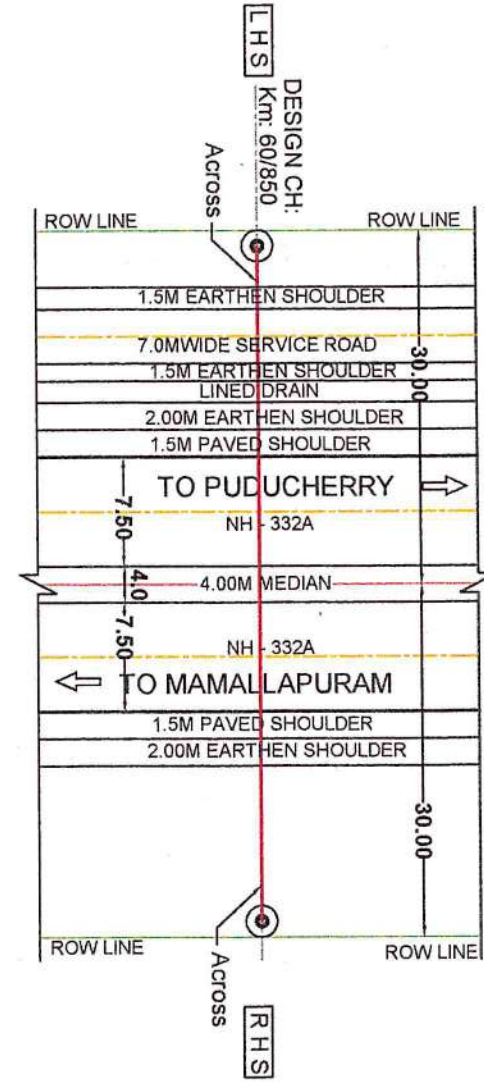 L H S
DESIGN CH:
Km: 60/850
Across
ROW LINE
ROW LINE
1.5M EARTHEN SHOULDER
7.0MWIDE SERVICE ROAD
1.5M EARTHEN SHOULDER
LINED DRAIN
2.00M EARTHEN SHOULDER
1.5M PAVED SHOULDER
30.00
TO PUDUCHERRY
7.50
NH - 332A
4.0
4.00M MEDIAN
7.50
NH - 332A
TO MAMALLAPURAM
1.5M PAVED SHOULDER
2.00M EARTHEN SHOULDER
30.00
ROW LINE
ROW LINE
Across
R H S